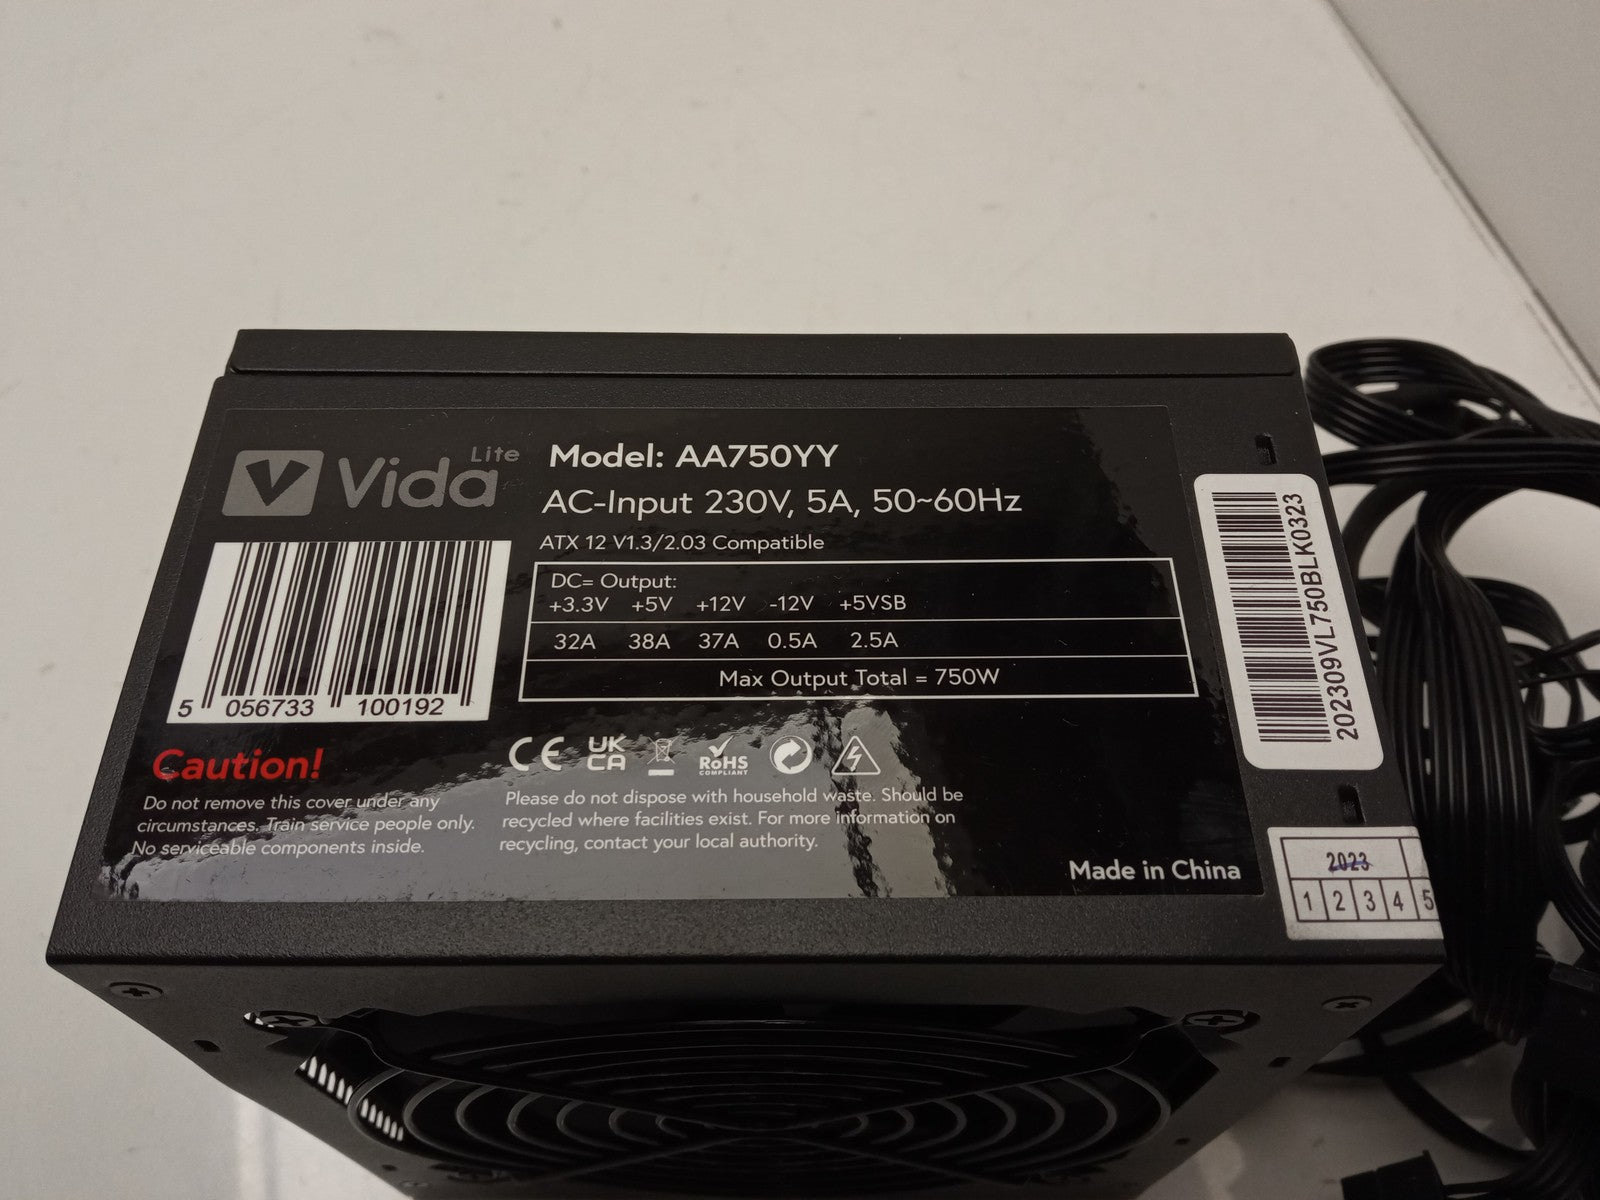 Vida Lite
Model: AA750YY
AC-Input 230V, 5A, 50~60Hz
ATX 12 V1.3/2.03 Compatible
DC= Output:
+3.3V +5V +12V -12V +5VSB
32A 38A 37A 0.5A 2.5A
Max Output Total = 750W
5 056733 100192
Caution!
Do not remove this cover under any
circumstances. Train service people only.
No serviceable components inside.
CE
UK
CA
RoHS
COMPLIANT
Please do not dispose with household waste. Should be
recycled where facilities exist. For more information on
recycling, contact your local authority.
Made in China
202309VL750BLK0323
2023
1 2 3 4 5